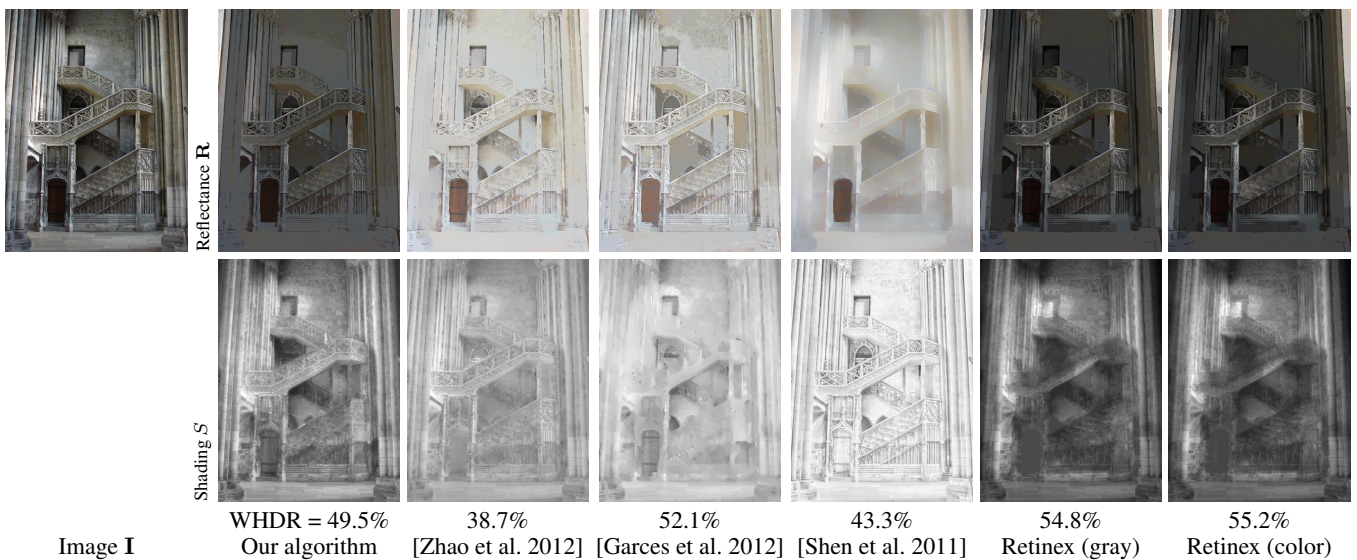 Reflectance R
Shading S
WHDR = 49.5% 38.7% 52.1% 43.3% 54.8% 55.2%
Image I Our algorithm [Zhao et al. 2012] [Garces et al. 2012] [Shen et al. 2011] Retinex (gray) Retinex (color)